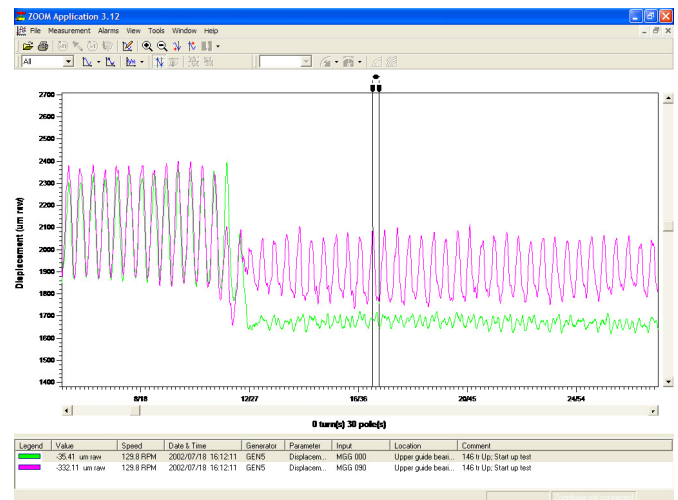 ZOOM Application 3.12
File Measurement Alarms View Tools Window Help
All
2700
2500
2500
2400
2300
2200
2100
2000
1900
1800
1700
1600
1500
1400
Displacement (um raw)
8/18 12/27 16/36 20/45 24/54
0 turn(s) 30 pole(s)
Legend Value Speed Date & Time Generator Parameter Input Location Comment
-35.41 um raw 129.8 RPM 2002/07/18 16:12:11 GEN5 Displacem... MGG 000 Upper guide beari... 146 tr Up; Start up test
-332.11 um raw 129.8 RPM 2002/07/18 16:12:11 GEN5 Displacem... MGG 090 Upper guide beari... 146 tr Up; Start up test